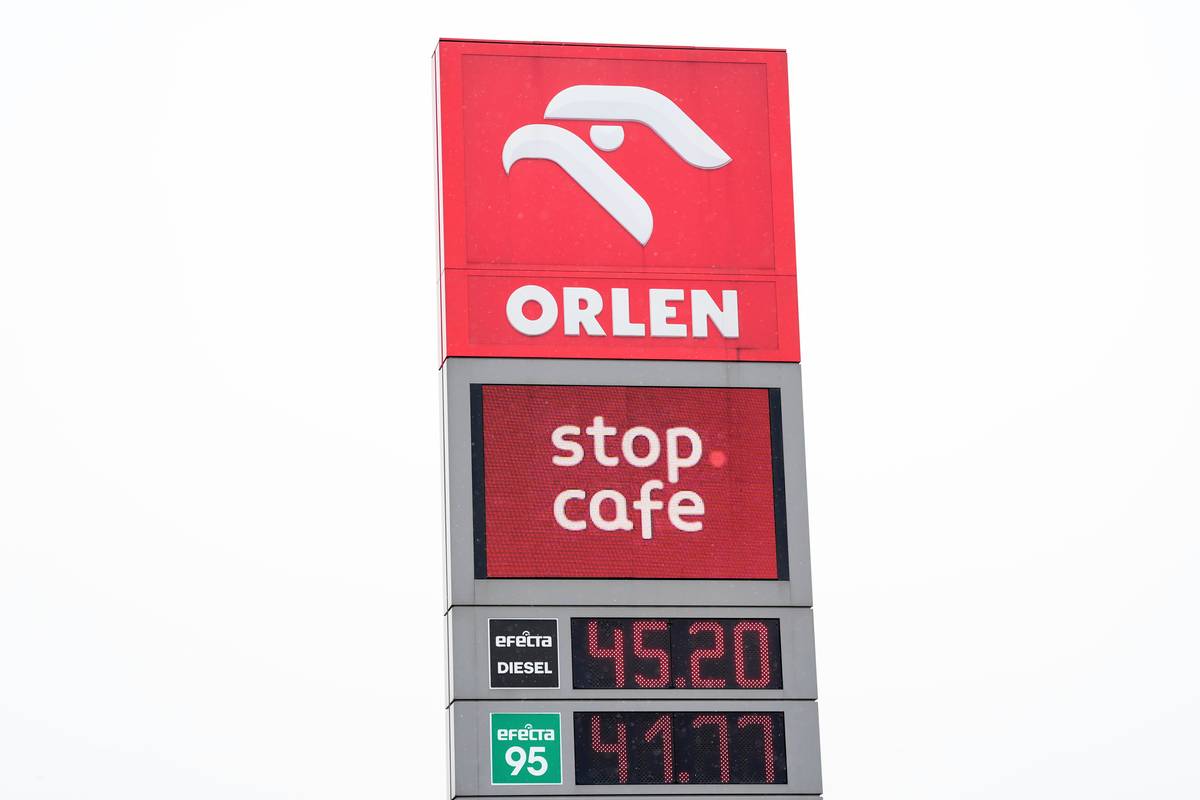 ORLEN
stop.
cafe
efecta
DIESEL
45.20
efecta
95
41.77